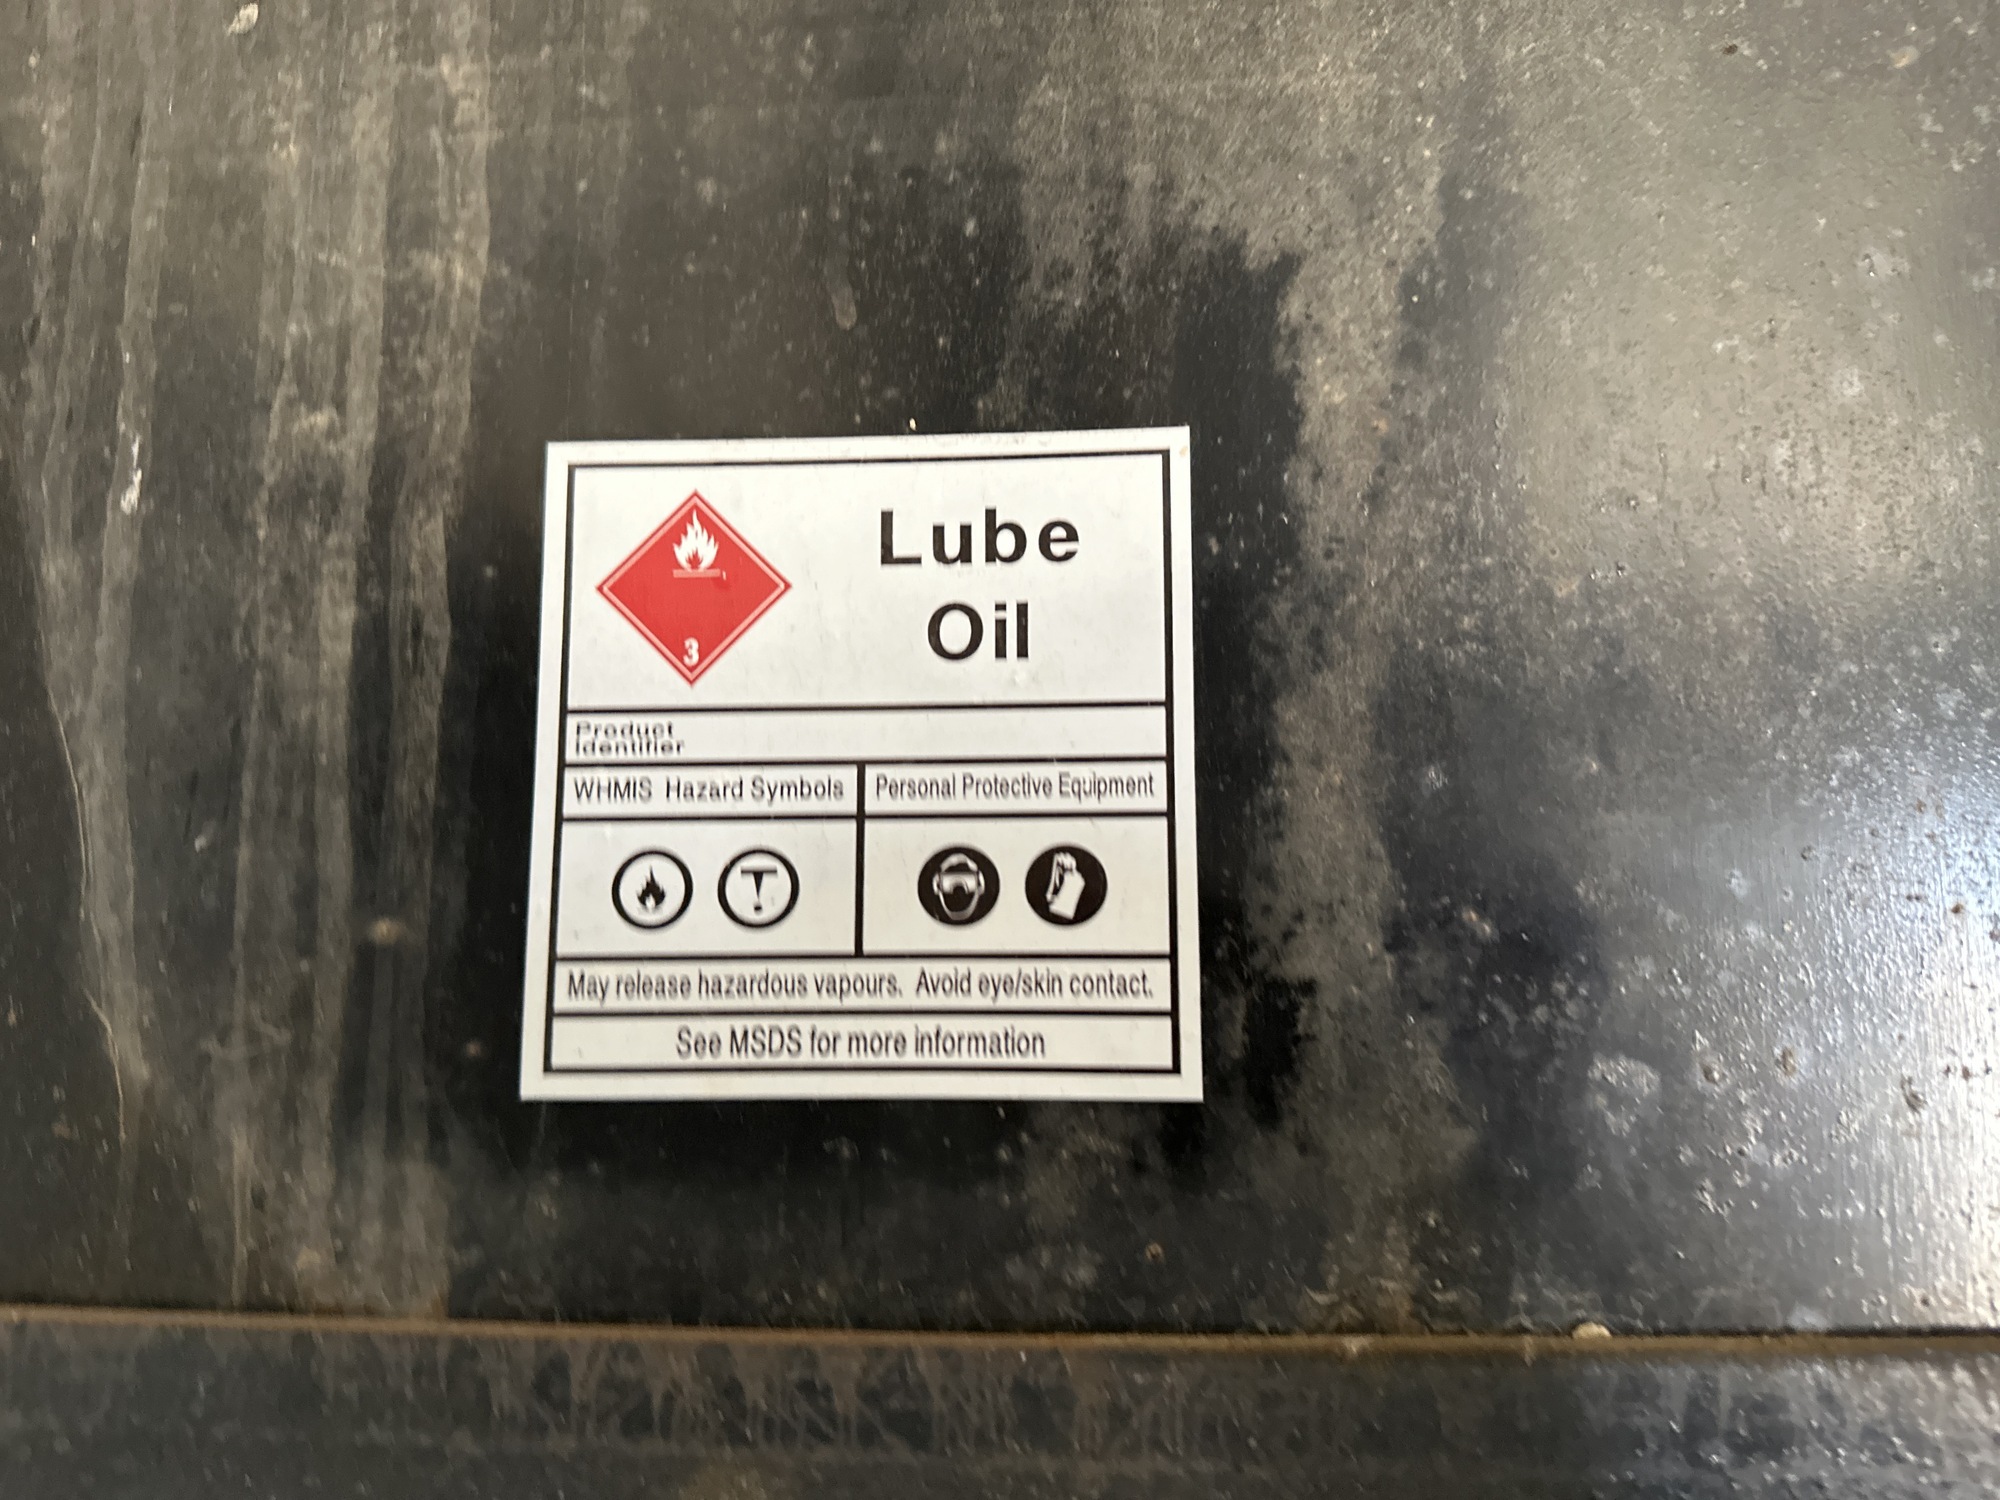 Lube
Oil
3
Product
Identifier
WHMIS Hazard Symbols
Personal Protective Equipment
May release hazardous vapours. Avoid eye/skin contact.
See MSDS for more information